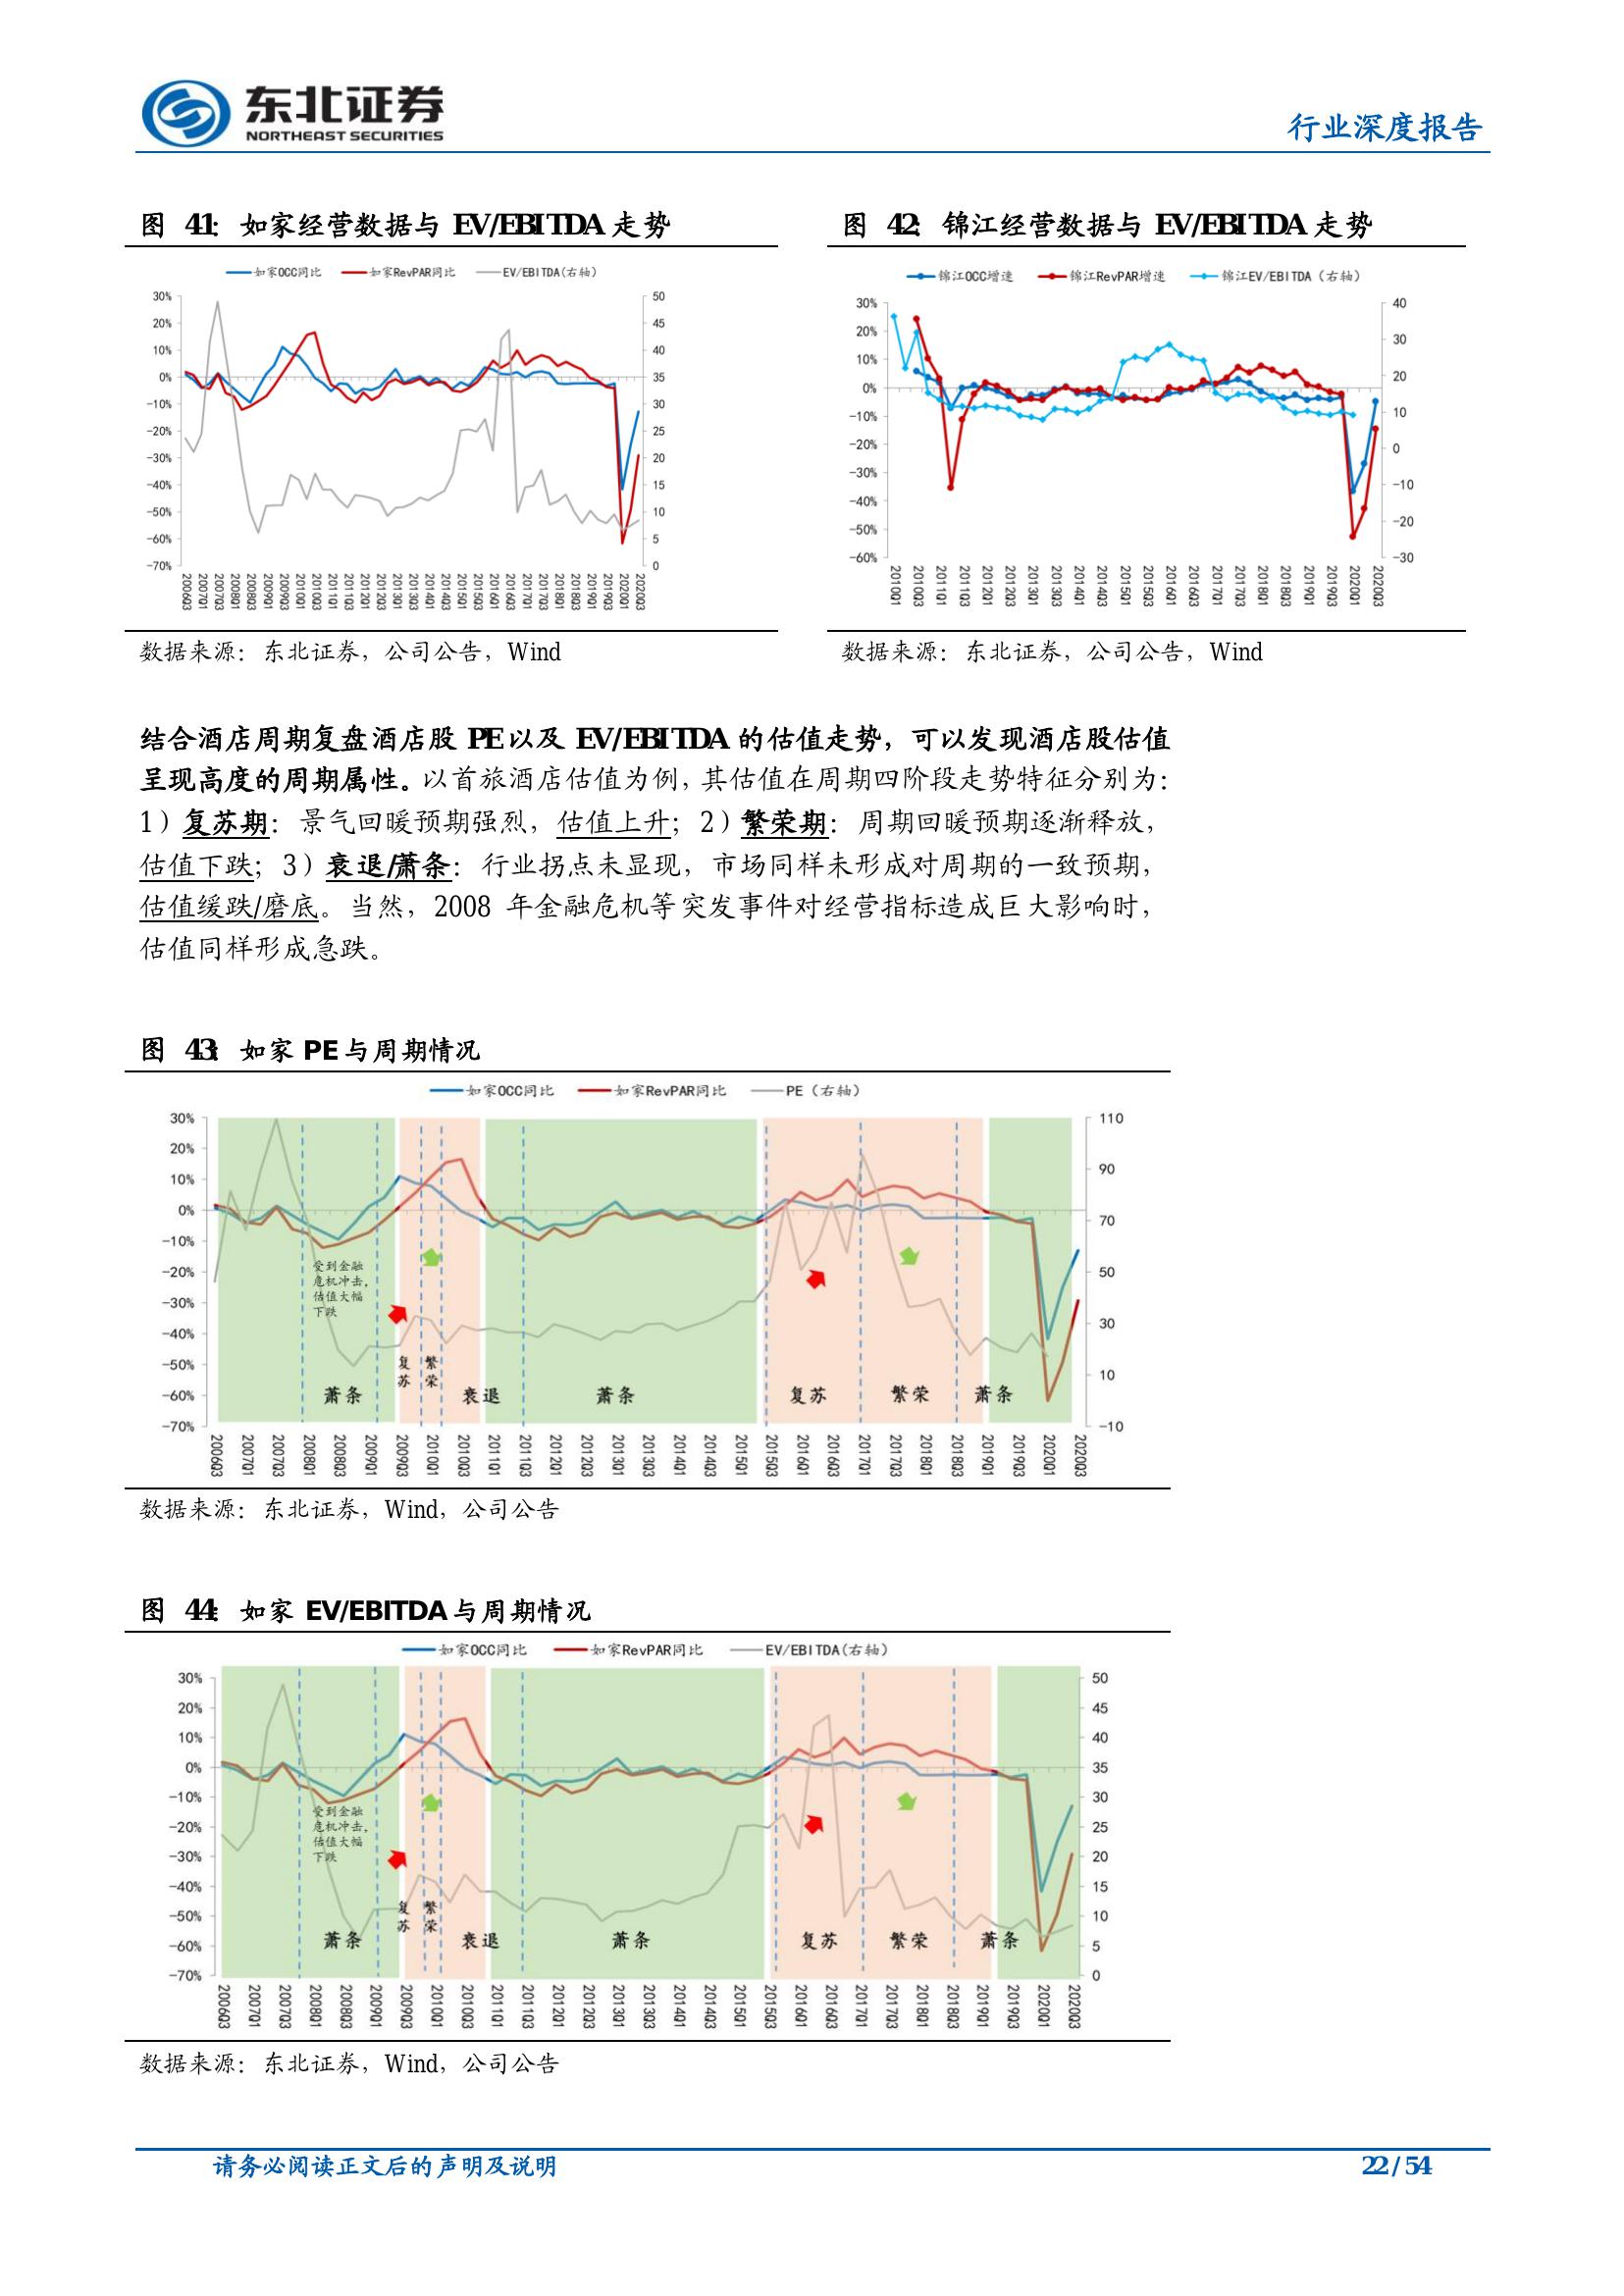 东北证券
NORTHEAST SECURITIES
行业深度报告
图 41：如家经营数据与 EV/EBITDA 走势
如家OCC同比 如家RevPAR同比 EV/EBITDA(右轴)
30% 20% 10% 0% -10% -20% -30% -40% -50% -60% -70%
50 45 40 35 30 25 20 15 10 5 0
2006Q3 2007Q1 2007Q3 2008Q1 2008Q3 2009Q1 2009Q3 2010Q1 2010Q3 2011Q1 2011Q3 2012Q1 2012Q3 2013Q1 2013Q3 2014Q1 2014Q3 2015Q1 2015Q3 2016Q1 2016Q3 2017Q1 2017Q3 2018Q1 2018Q3 2019Q1 2019Q3 2020Q1 2020Q3
数据来源：东北证券，公司公告，Wind
图 42：锦江经营数据与 EV/EBITDA 走势
锦江OCC增速 锦江RevPAR增速 锦江EV/EBITDA（右轴）
30% 20% 10% 0% -10% -20% -30% -40% -50% -60%
40 30 20 10 0 -10 -20 -30
2010Q1 2010Q3 2011Q1 2011Q3 2012Q1 2012Q3 2013Q1 2013Q3 2014Q1 2014Q3 2015Q1 2015Q3 2016Q1 2016Q3 2017Q1 2017Q3 2018Q1 2018Q3 2019Q1 2019Q3 2020Q1 2020Q3
数据来源：东北证券，公司公告，Wind
结合酒店周期复盘酒店股 PE 以及 EV/EBITDA 的估值走势，可以发现酒店股估值
呈现高度的周期属性。以首旅酒店估值为例，其估值在周期四阶段走势特征分别为：
1）复苏期：景气回暖预期强烈，估值上升；2）繁荣期：周期回暖预期逐渐释放，
估值下跌；3）衰退/萧条：行业拐点未显现，市场同样未形成对周期的一致预期，
估值缓跌/磨底。当然，2008 年金融危机等突发事件对经营指标造成巨大影响时，
估值同样形成急跌。
图 43：如家 PE 与周期情况
如家OCC同比 如家RevPAR同比 PE（右轴）
30% 20% 10% 0% -10% -20% -30% -40% -50% -60% -70%
110 90 70 50 30 10 -10
受到金融
危机冲击，
估值大幅
下跌
萧条 复苏 繁荣 衰退 萧条 复苏 繁荣 萧条
2006Q3 2007Q1 2007Q3 2008Q1 2008Q3 2009Q1 2009Q3 2010Q1 2010Q3 2011Q1 2011Q3 2012Q1 2012Q3 2013Q1 2013Q3 2014Q1 2014Q3 2015Q1 2015Q3 2016Q1 2016Q3 2017Q1 2017Q3 2018Q1 2018Q3 2019Q1 2019Q3 2020Q1 2020Q3
数据来源：东北证券，Wind，公司公告
图 44：如家 EV/EBITDA 与周期情况
如家OCC同比 如家RevPAR同比 EV/EBITDA(右轴)
30% 20% 10% 0% -10% -20% -30% -40% -50% -60% -70%
50 45 40 35 30 25 20 15 10 5 0
受到金融
危机冲击，
估值大幅
下跌
萧条 复苏 繁荣 衰退 萧条 复苏 繁荣 萧条
2006Q3 2007Q1 2007Q3 2008Q1 2008Q3 2009Q1 2009Q3 2010Q1 2010Q3 2011Q1 2011Q3 2012Q1 2012Q3 2013Q1 2013Q3 2014Q1 2014Q3 2015Q1 2015Q3 2016Q1 2016Q3 2017Q1 2017Q3 2018Q1 2018Q3 2019Q1 2019Q3 2020Q1 2020Q3
数据来源：东北证券，Wind，公司公告
请务必阅读正文后的声明及说明
22 / 54